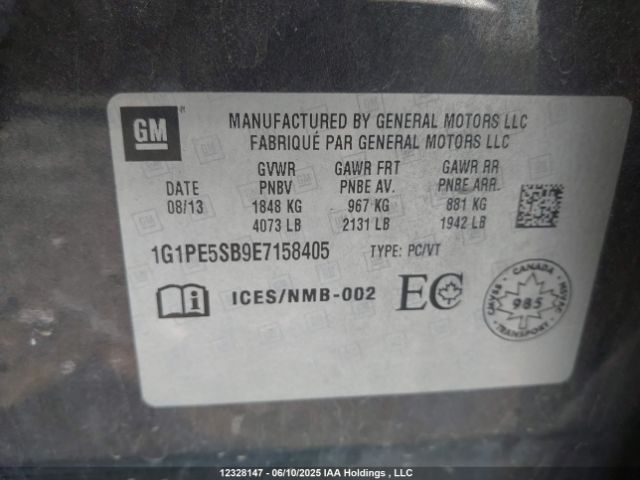 GM
MANUFACTURED BY GENERAL MOTORS LLC
FABRIQUÉ PAR GENERAL MOTORS LLC
DATE
08/13
GVWR
PNBV
1848 KG
4073 LB
GAWR FRT
PNBE AV.
967 KG
2131 LB
GAWR RR
PNBE ARR.
881 KG
1942 LB
1G1PE5SB9E7158405 TYPE: PC/VT
ICES/NMB-002
EC
CANADA
CMVSS
NSVAC
985
TRANSPORT
12328147 - 06/10/2025 IAA Holdings , LLC